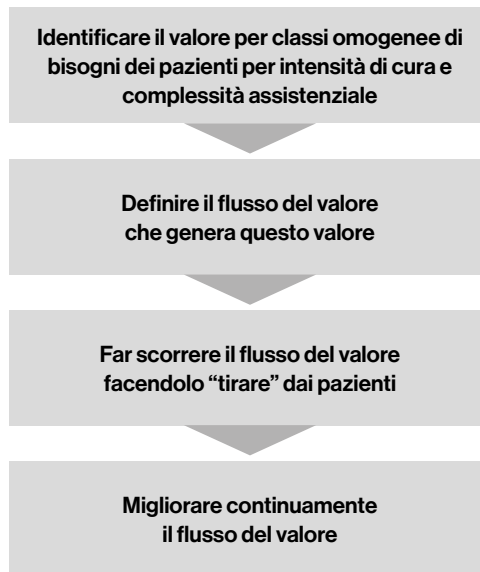 Identificare il valore per classi omogenee di
bisogni dei pazienti per intensità di cura e
complessità assistenziale
Definire il flusso del valore
che genera questo valore
Far scorrere il flusso del valore
facendolo “tirare” dai pazienti
Migliorare continuamente
il flusso del valore